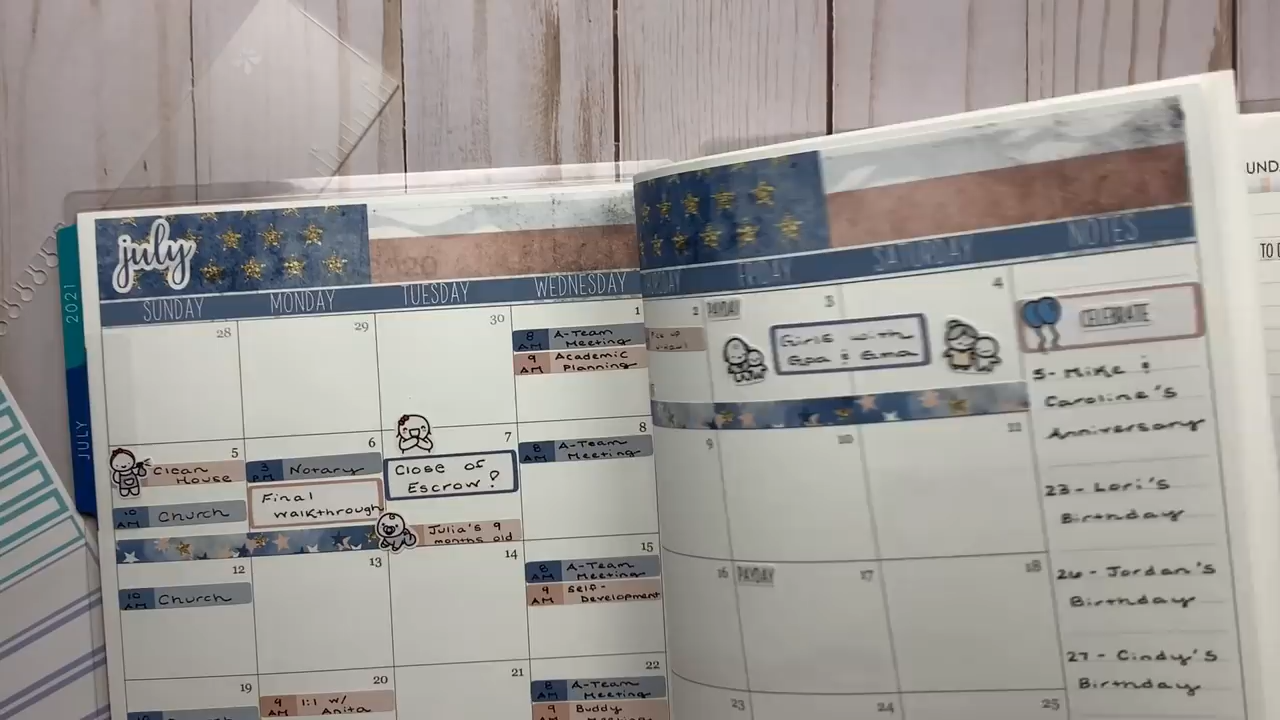 july
20
SUNDAY MONDAY TUESDAY WEDNESDAY
FRIDAY SATURDAY NOTES
28 29 30 1
8 AM A-Team Meeting
9 AM Academic Planning
2
PAYDAY
3
4
Pick up
Girls with
Gpa & Gma
CELEBRATE
5- Mike &
Caroline's
Anniversary
23- Lori's
Birthday
26- Jordan's
Birthday
27- Cindy's
Birthday
5
Clean
House
10 AM Church
6
3 PM Notary
Final
walkthrough
7
Close of
Escrow!
Julia's 9
months old
8
8 AM A-Team
Meeting
9 10 11
12
10 AM Church
13
14
15
8 AM A-Team
Meeting
9 AM Self-
Development
16
PAYDAY
17
18
19
20
9 AM 1:1 w/
Anita
21
22
8 AM A-Team
Meeting
9 Buddy
23 24 25
2021
JULY
TO